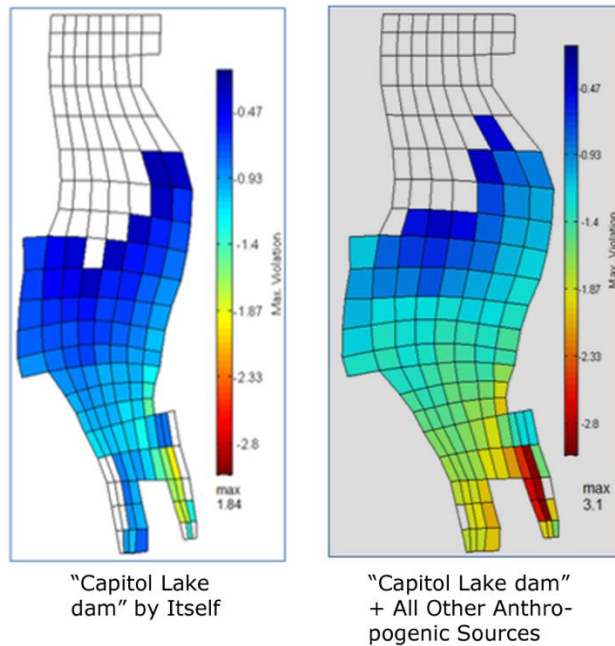 -0.47
-0.93
-1.4
-1.87
-2.33
-2.8
Max. Violation
max
1.84
"Capitol Lake
dam" by Itself
-0.47
-0.93
-1.4
-1.87
-2.33
-2.8
Max. Violation
max
3.1
"Capitol Lake dam"
+ All Other Anthro-
pogenic Sources